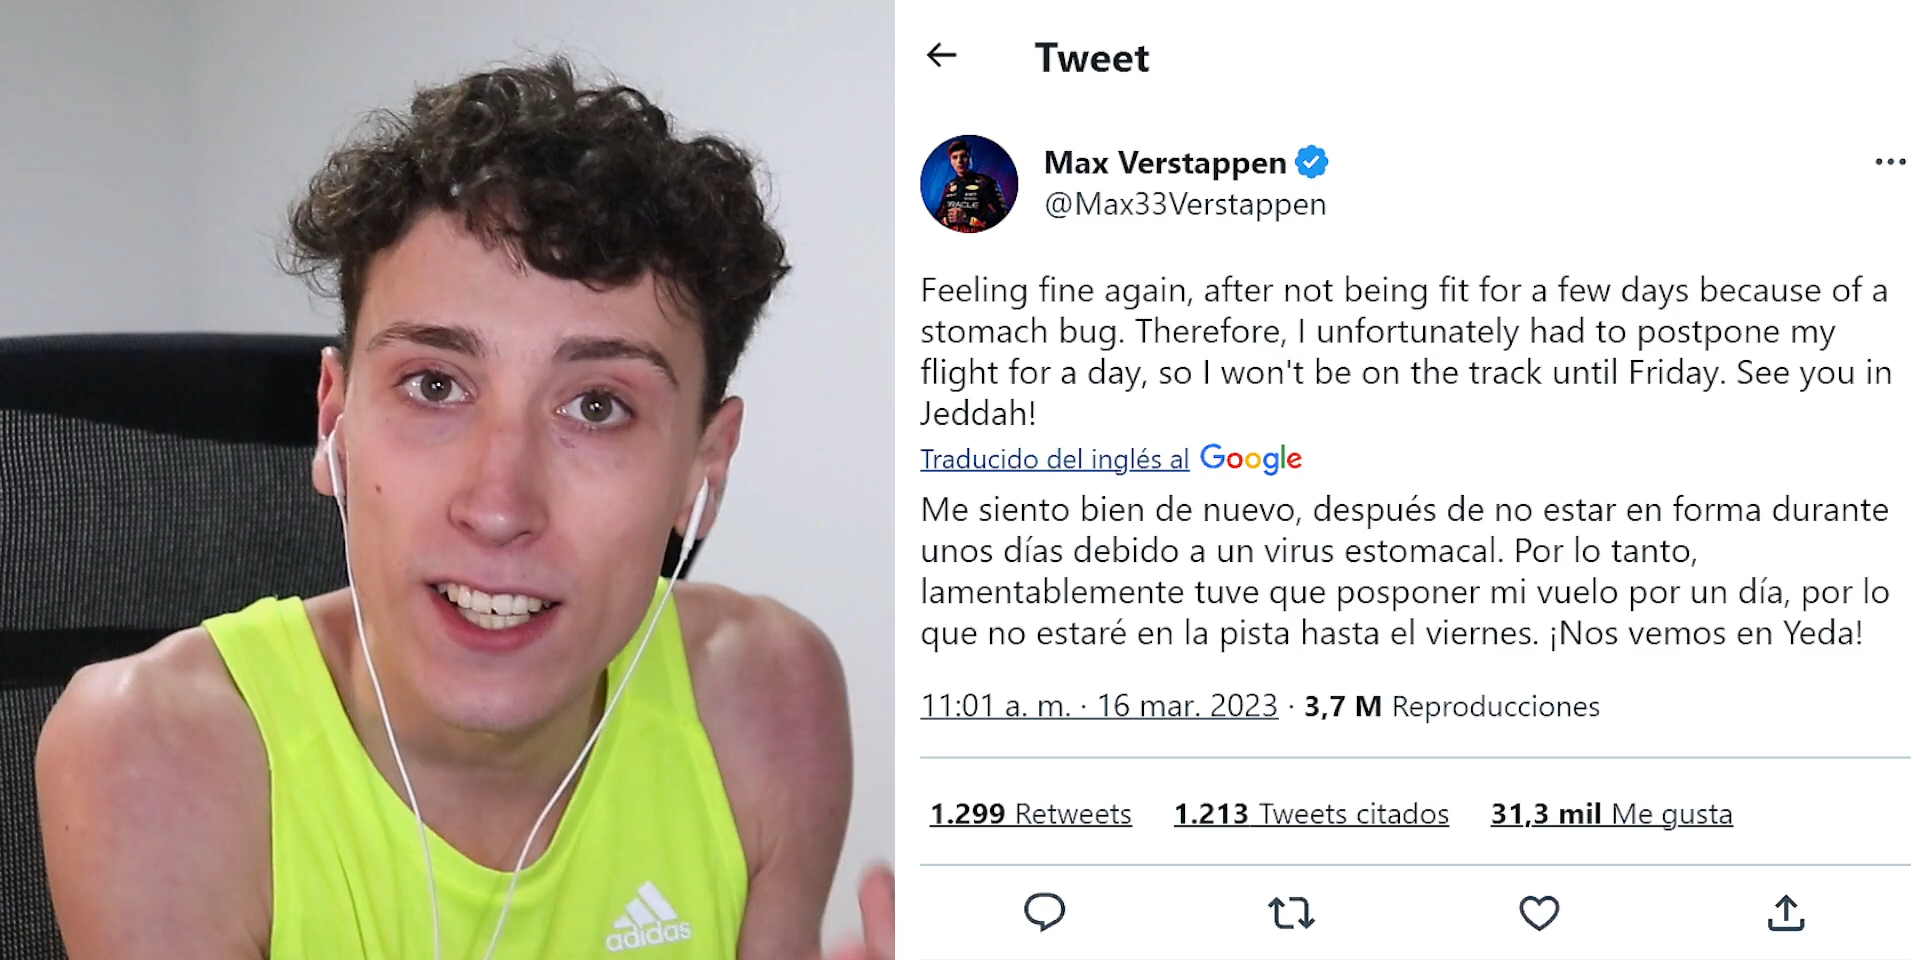 Tweet
Max Verstappen
@Max33Verstappen
ORACLE
Feeling fine again, after not being fit for a few days because of a
stomach bug. Therefore, I unfortunately had to postpone my
flight for a day, so I won't be on the track until Friday. See you in
Jeddah!
Traducido del inglés al Google
Me siento bien de nuevo, después de no estar en forma durante
unos días debido a un virus estomacal. Por lo tanto,
lamentablemente tuve que posponer mi vuelo por un día, por lo
que no estaré en la pista hasta el viernes. ¡Nos vemos en Yeda!
11:01 a. m. · 16 mar. 2023 · 3,7 M Reproducciones
1.299 Retweets 1.213 Tweets citados 31,3 mil Me gusta
adidas